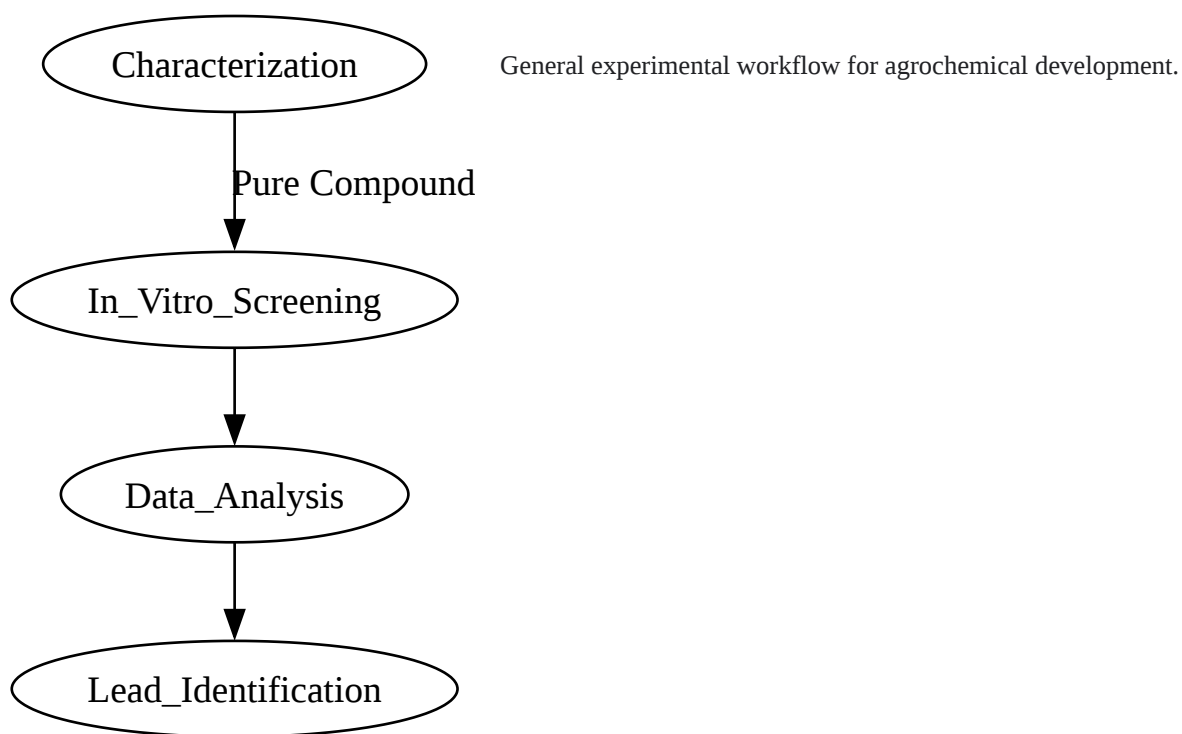 Characterization
General experimental workflow for agrochemical development.
Pure Compound
In_Vitro_Screening
Data_Analysis
Lead_Identification